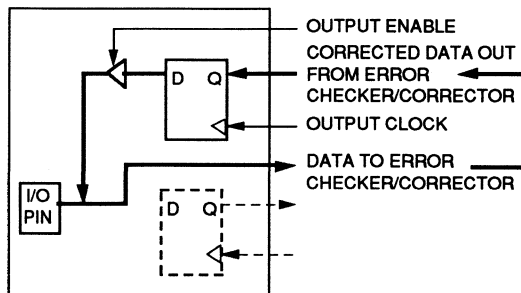 OUTPUT ENABLE
CORRECTED DATA OUT
FROM ERROR
CHECKER/CORRECTOR
D Q
OUTPUT CLOCK
DATA TO ERROR
CHECKER/CORRECTOR
I/O
PIN
D Q